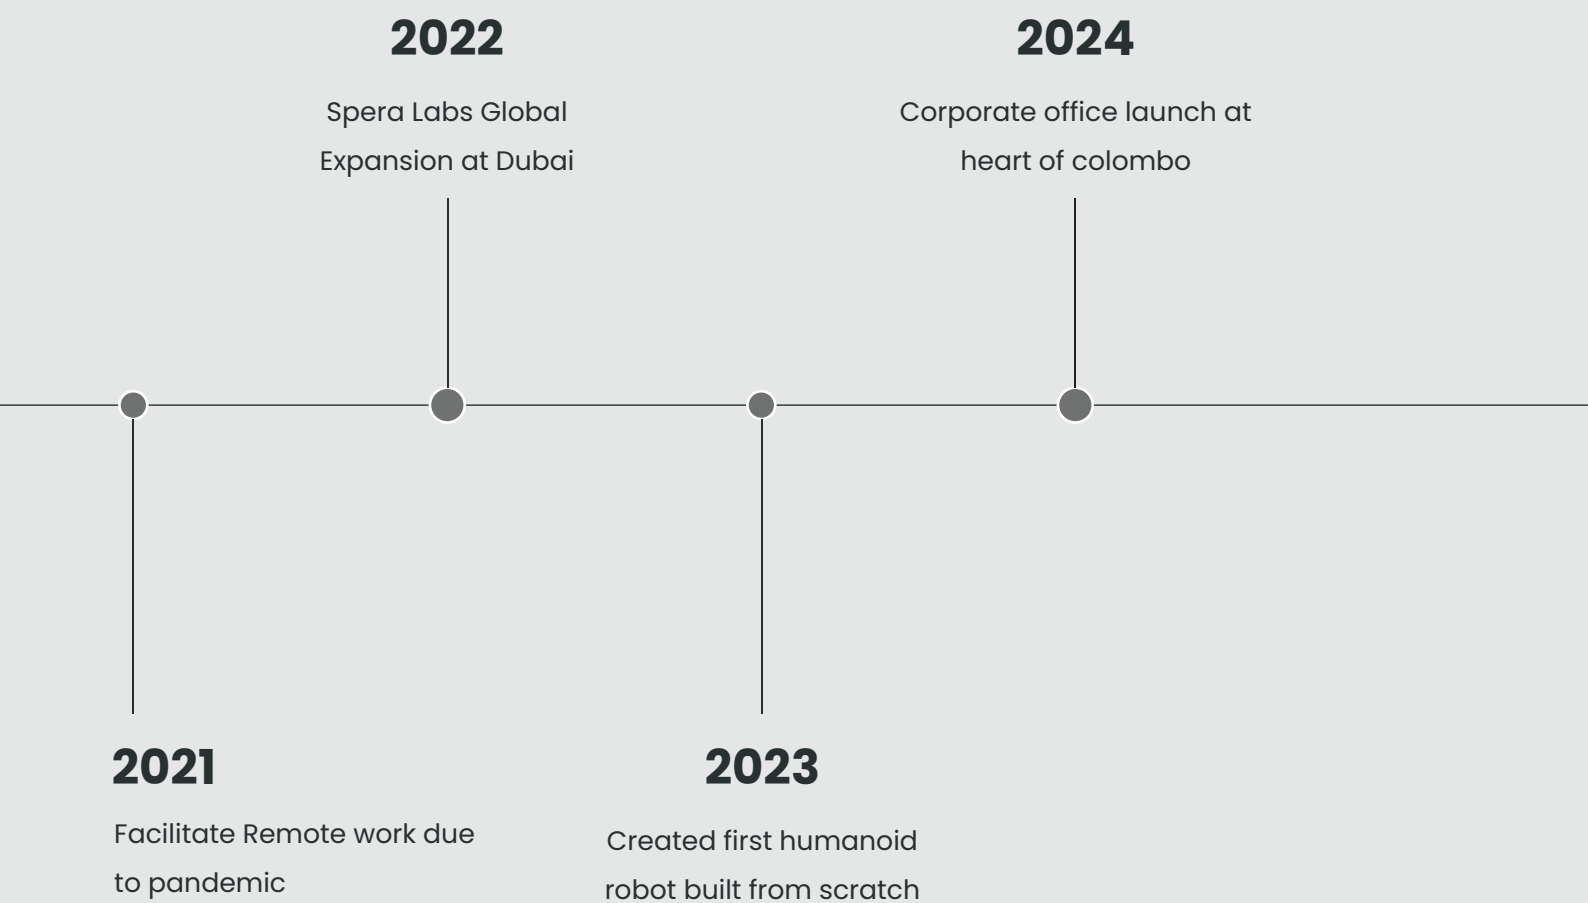 2022
Spera Labs Global
Expansion at Dubai
2024
Corporate office launch at
heart of colombo
2021
Facilitate Remote work due
to pandemic
2023
Created first humanoid
robot built from scratch